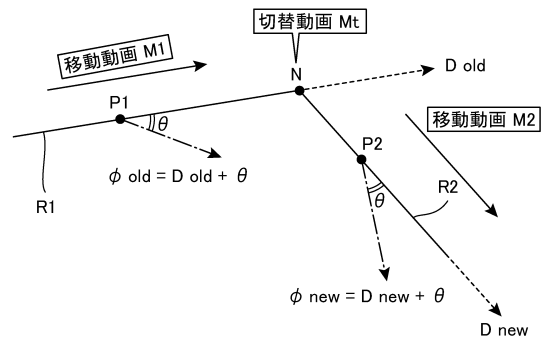 切替動画 Mt
移動動画 M1
N
D old
P1
θ
移動動画 M2
P2
φ old = D old + θ
R1
θ
R2
φ new = D new + θ
D new